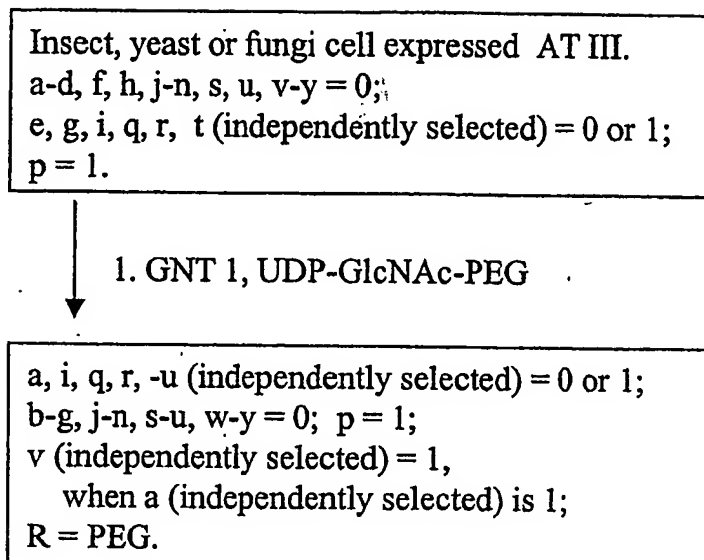 Insect, yeast or fungi cell expressed AT III.
a-d, f, h, j-n, s, u, v-y = 0;
e, g, i, q, r, t (independently selected) = 0 or 1;
p = 1.
1. GNT 1, UDP-GlcNAc-PEG
a, i, q, r, -u (independently selected) = 0 or 1;
b-g, j-n, s-u, w-y = 0; p = 1;
v (independently selected) = 1,
when a (independently selected) is 1;
R = PEG.